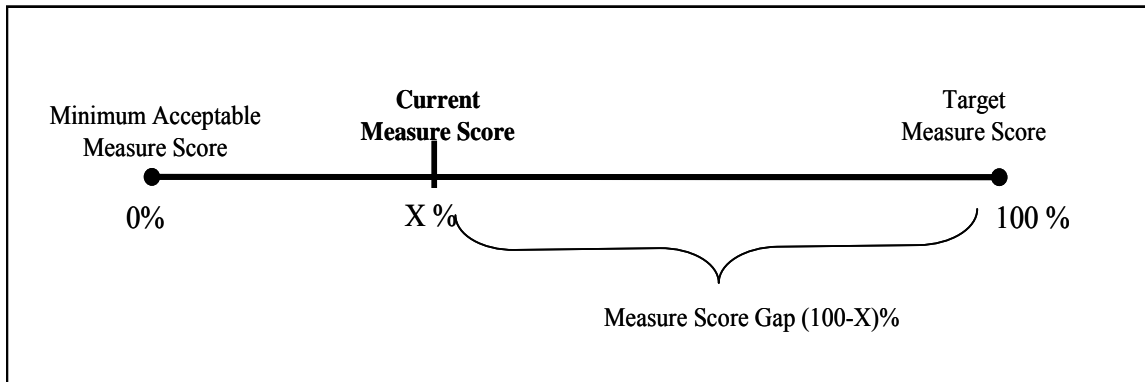 Minimum Acceptable
Measure Score
Current
Measure Score
Target
Measure Score
0%
X %
100 %
Measure Score Gap (100-X)%